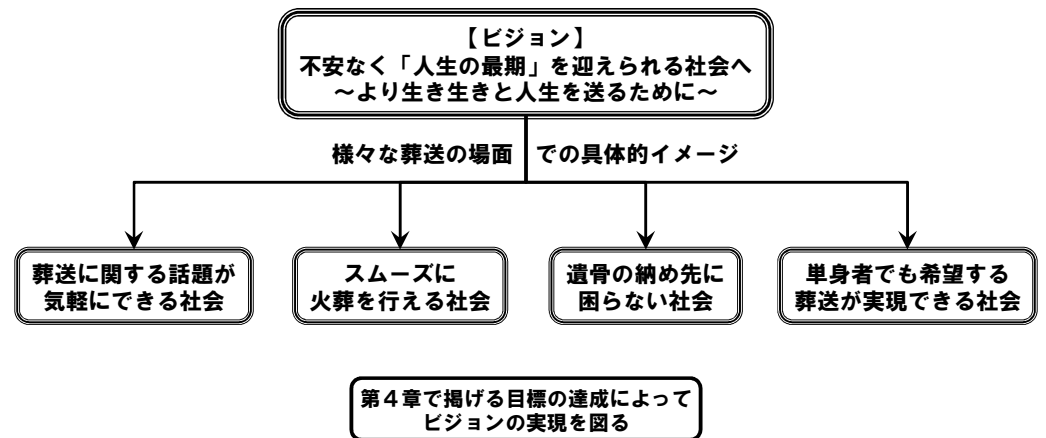 【ビジョン】
不安なく「人生の最期」を迎えられる社会へ
～より生き生きと人生を送るために～
様々な葬送の場面での具体的イメージ
葬送に関する話題が
気軽にできる社会
スムーズに
火葬を行える社会
遺骨の納め先に
困らない社会
単身者でも希望する
葬送が実現できる社会
第４章で掲げる目標の達成によって
ビジョンの実現を図る